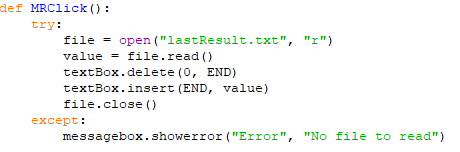 def MRClick():
    try:
        file = open("lastResult.txt", "r")
        value = file.read()
        textBox.delete(0, END)
        textBox.insert(END, value)
        file.close()
    except:
        messagebox.showerror("Error", "No file to read")